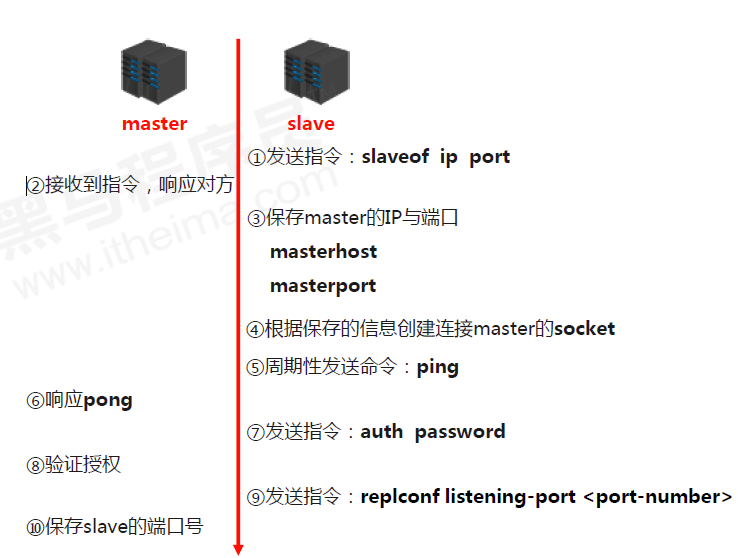 master
slave
①发送指令：slaveof ip port
②接收到指令，响应对方
③保存master的IP与端口
masterhost
masterport
④根据保存的信息创建连接master的socket
⑤周期性发送命令：ping
⑥响应pong
⑦发送指令：auth password
⑧验证授权
⑨发送指令：replconf listening-port <port-number>
⑩保存slave的端口号
黑马程序员
www.itheima.com